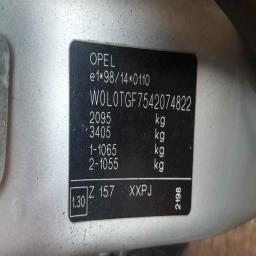 OPEL
e1*98/14*0110
W0L0TGF7542074822
2095 kg
3405 kg
1-1065 kg
2-1055 kg
1.30 Z 157 XXPJ
2198